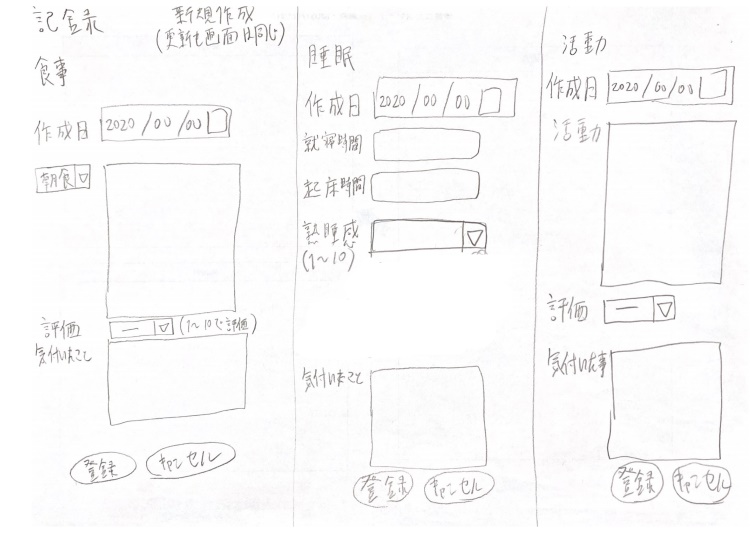 記録
新規作成
(更新も画面は同じ)
食事
作成日 2020/00/00
朝食 ▽
評価 ー ▽ (1~10で評価)
気付いたこと
登録 キャンセル
睡眠
作成日 2020/00/00
就寝時間
起床時間
熟睡感 ▽
(1~10)
気付いたこと
登録 キャンセル
活動
作成日 2020/00/00
活動
評価 ー ▽
気付いた事
登録 キャンセル